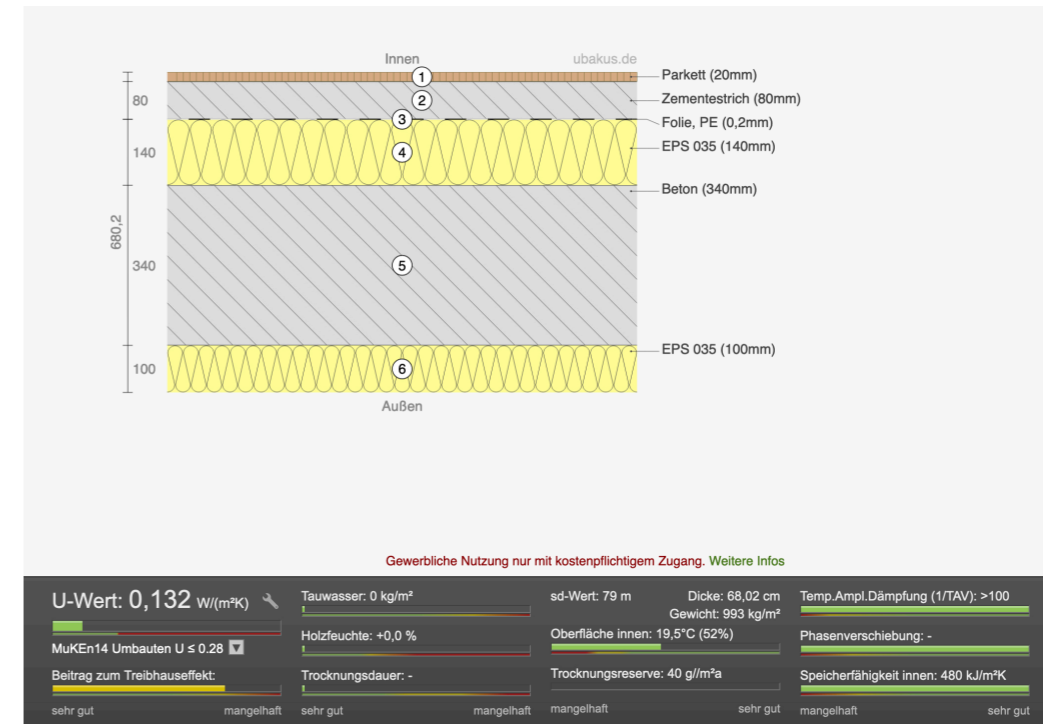 Innen
ubakus.de
1
Parkett (20mm)
80
2
Zementestrich (80mm)
3
Folie, PE (0,2mm)
140
4
EPS 035 (140mm)
Beton (340mm)
680,2
340
5
EPS 035 (100mm)
100
6
Außen
Gewerbliche Nutzung nur mit kostenpflichtigem Zugang. Weitere Infos
U-Wert: 0,132 W/(m²K)
MuKEn14 Umbauten U ≤ 0.28
Beitrag zum Treibhauseffekt:
sehr gut mangelhaft
Tauwasser: 0 kg/m²
Holzfeuchte: +0,0 %
Trocknungsdauer: -
sehr gut mangelhaft
sd-Wert: 79 m Dicke: 68,02 cm
Gewicht: 993 kg/m²
Oberfläche innen: 19,5°C (52%)
Trocknungsreserve: 40 g//m²a
mangelhaft sehr gut
Temp.Ampl.Dämpfung (1/TAV): >100
Phasenverschiebung: -
Speicherfähigkeit innen: 480 kJ/m²K
mangelhaft sehr gut